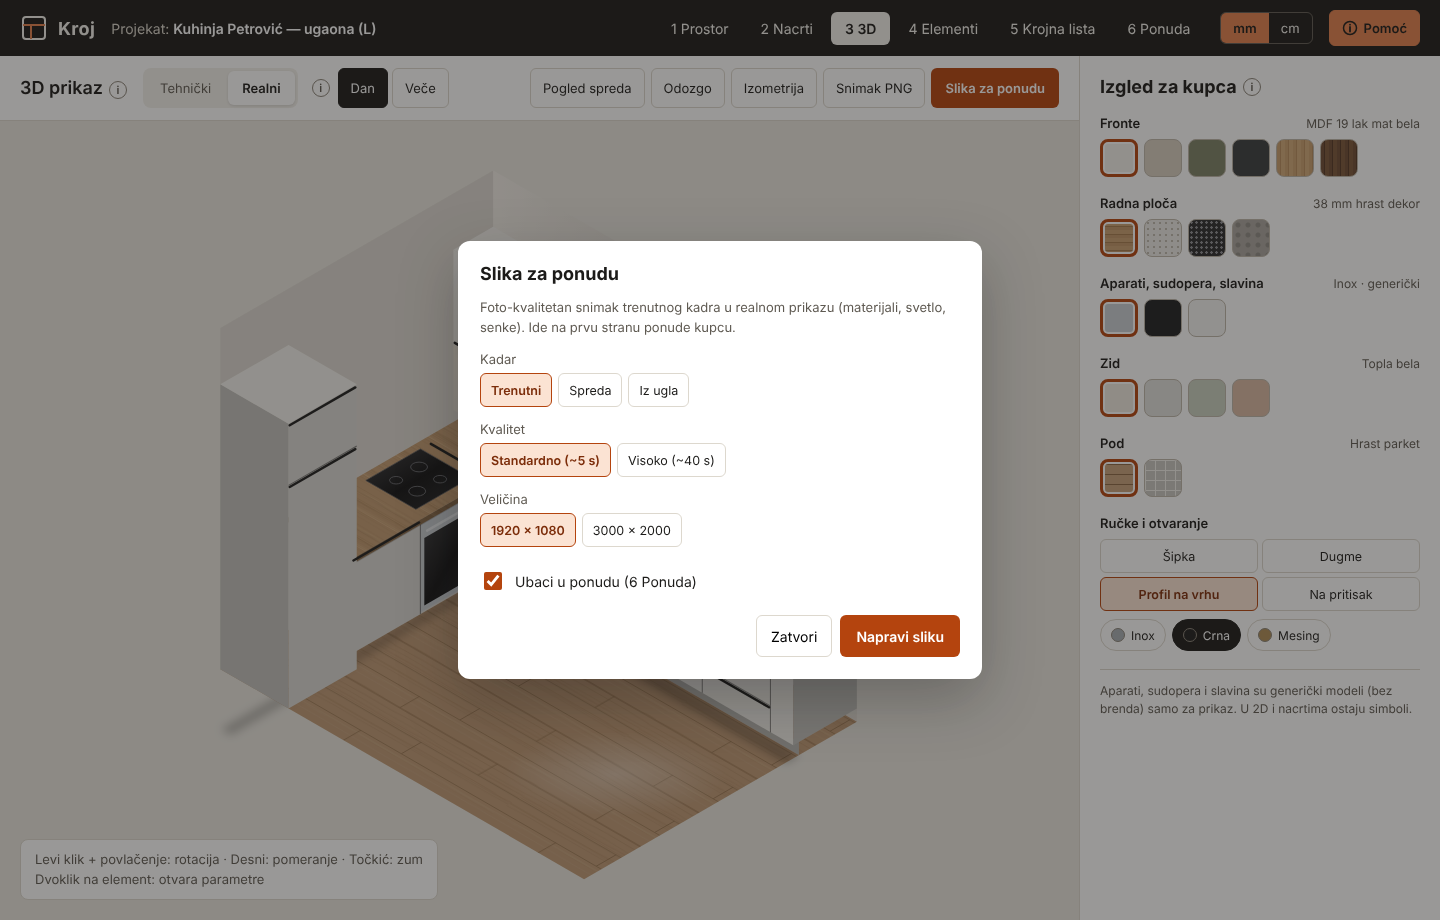 Kroj
Projekat: Kuhinja Petrović — ugaona (L)
1 Prostor
2 Nacrti
3 3D
4 Elementi
5 Krojna lista
6 Ponuda
mm
cm
Pomoć
3D prikaz
Tehnički
Realni
Dan
Veče
Pogled spreda
Odozgo
Izometrija
Snimak PNG
Slika za ponudu
Slika za ponudu
Foto-kvalitetan snimak trenutnog kadra u realnom prikazu (materijali, svetlo,
senke). Ide na prvu stranu ponude kupcu.
Kadar
Trenutni
Spreda
Iz ugla
Kvalitet
Standardno (~5 s)
Visoko (~40 s)
Veličina
1920 × 1080
3000 × 2000
Ubaci u ponudu (6 Ponuda)
Zatvori
Napravi sliku
Levi klik + povlačenje: rotacija · Desni: pomeranje · Točkić: zum
Dvoklik na element: otvara parametre
Izgled za kupca
Fronte
MDF 19 lak mat bela
Radna ploča
38 mm hrast dekor
Aparati, sudopera, slavina
Inox · generički
Zid
Topla bela
Pod
Hrast parket
Ručke i otvaranje
Šipka
Dugme
Profil na vrhu
Na pritisak
Inox
Crna
Mesing
Aparati, sudopera i slavina su generički modeli (bez
brenda) samo za prikaz. U 2D i nacrtima ostaju simboli.